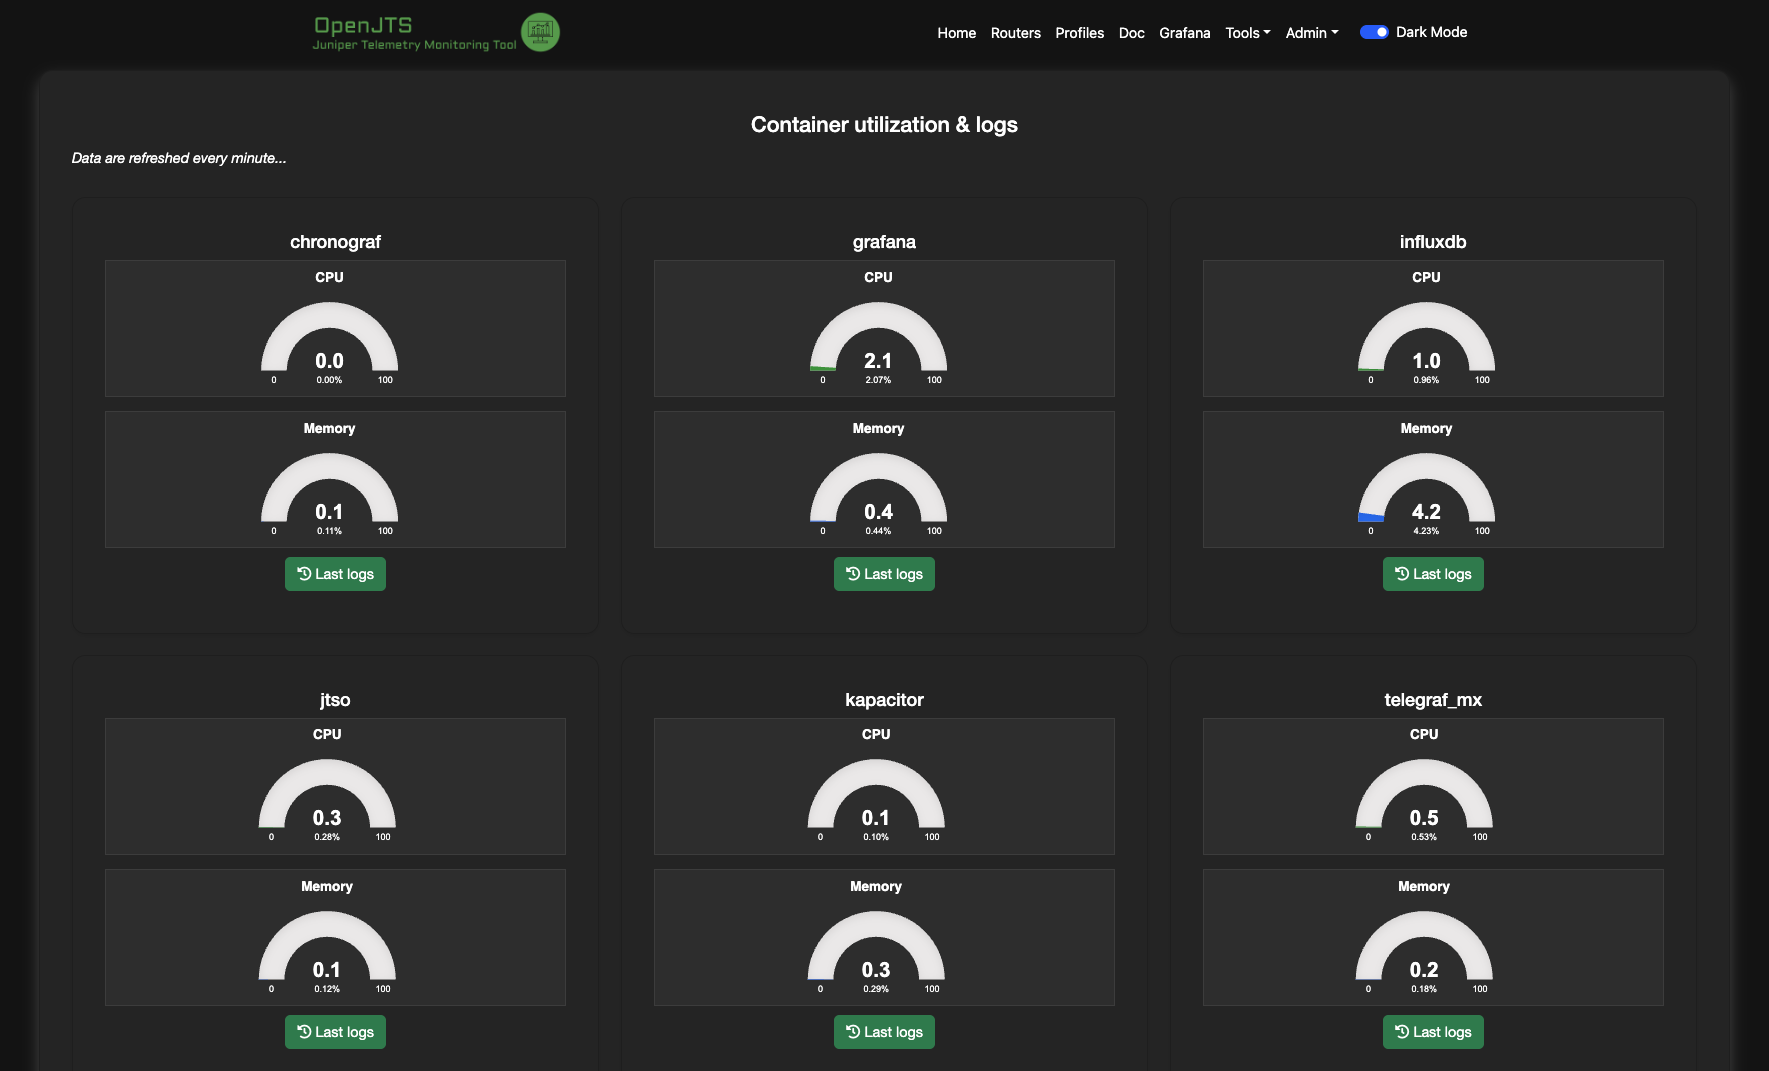 OpenJTS
Juniper Telemetry Monitoring Tool
Home Routers Profiles Doc Grafana Tools Admin Dark Mode
Container utilization & logs
Data are refreshed every minute...
chronograf
CPU
0.0
0 0.00% 100
Memory
0.1
0 0.11% 100
Last logs
grafana
CPU
2.1
0 2.07% 100
Memory
0.4
0 0.44% 100
Last logs
influxdb
CPU
1.0
0 0.96% 100
Memory
4.2
0 4.23% 100
Last logs
jtso
CPU
0.3
0 0.28% 100
Memory
0.1
0 0.12% 100
Last logs
kapacitor
CPU
0.1
0 0.10% 100
Memory
0.3
0 0.29% 100
Last logs
telegraf_mx
CPU
0.5
0 0.53% 100
Memory
0.2
0 0.18% 100
Last logs